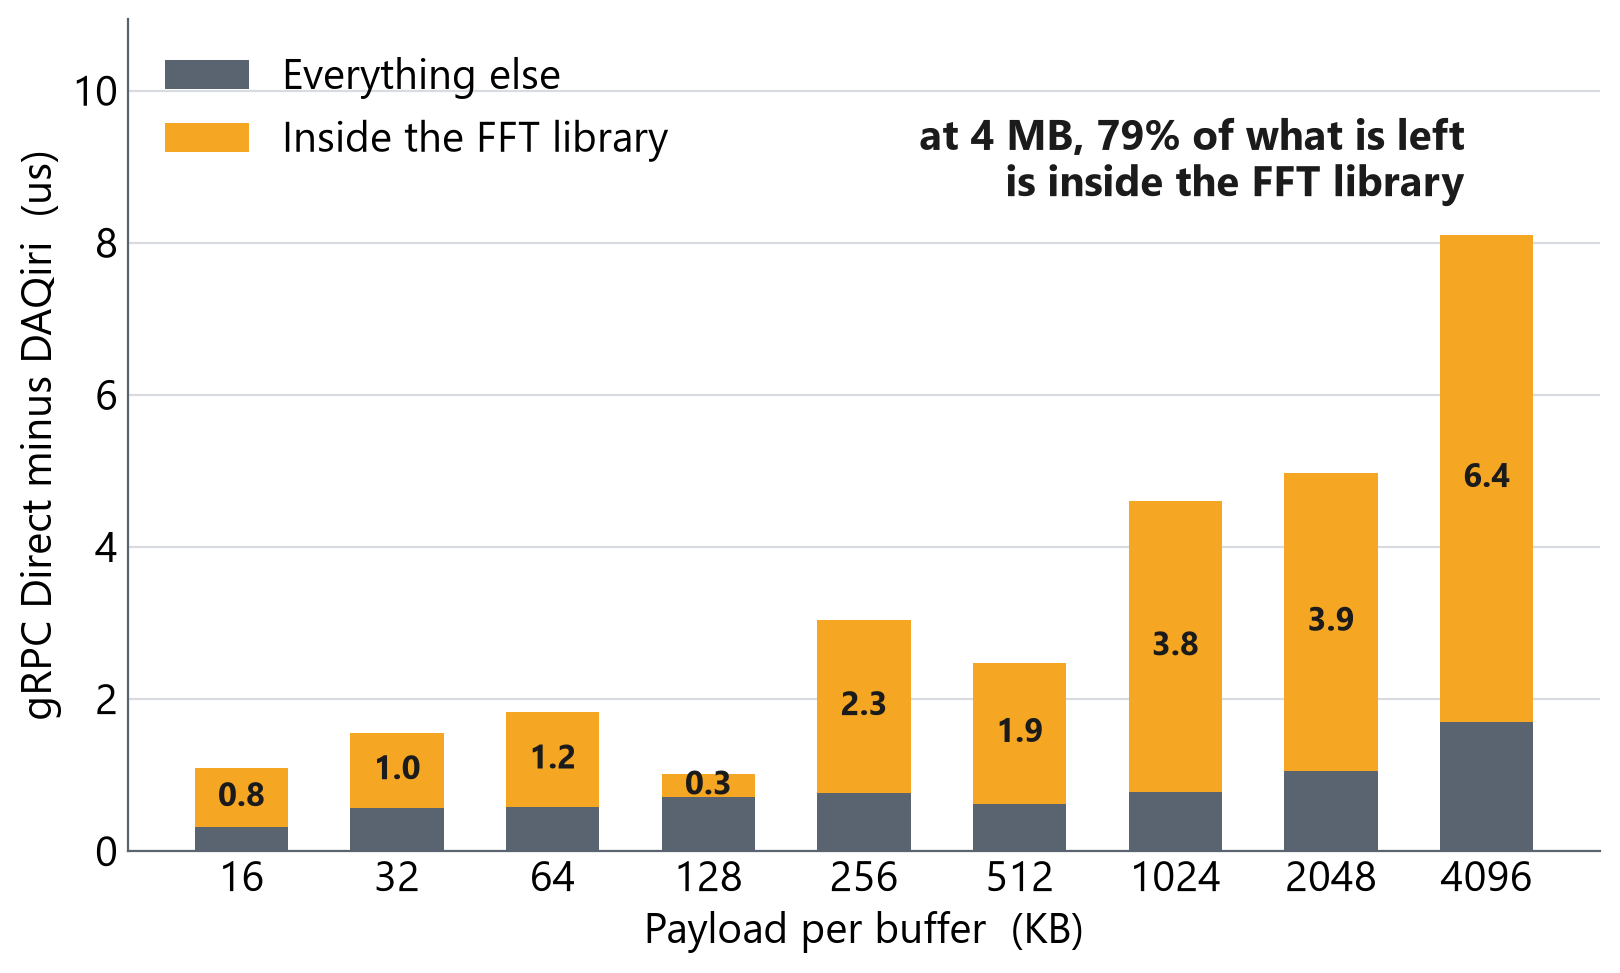 Everything else
Inside the FFT library
at 4 MB, 79% of what is left
is inside the FFT library
gRPC Direct minus DAQiri (us)
10
8
6
4
2
0
0.8
1.0
1.2
0.3
2.3
1.9
3.8
3.9
6.4
16 32 64 128 256 512 1024 2048 4096
Payload per buffer (KB)